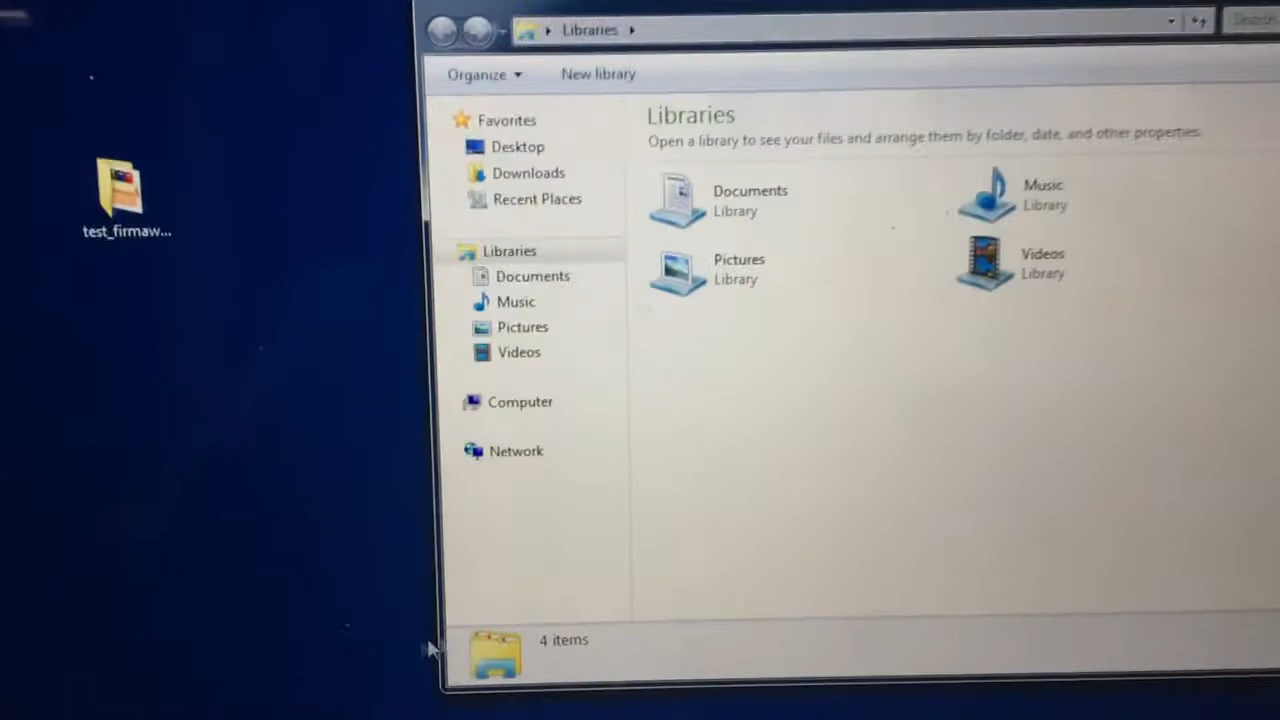 Libraries
Search
Organize
New library
Favorites
Desktop
Downloads
Recent Places
Libraries
Documents
Music
Pictures
Videos
Computer
Network
Libraries
Open a library to see your files and arrange them by folder, date, and other properties.
Documents
Library
Music
Library
Pictures
Library
Videos
Library
4 items
test_firmaw...